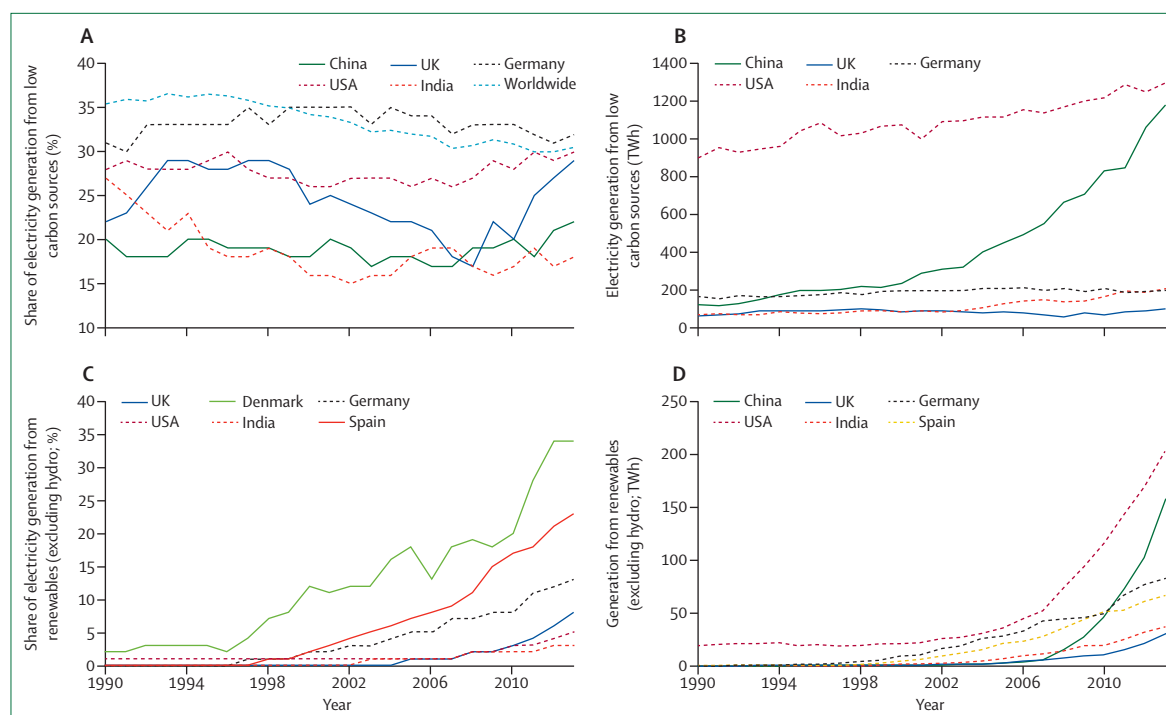 A
China
UK
Germany
USA
India
Worldwide
Share of electricity generation from low
carbon sources (%)
40
35
30
25
20
15
10
B
China
UK
Germany
USA
India
Electricity generation from low
carbon sources (TWh)
1400
1200
1000
800
600
400
200
0
C
UK
Denmark
Germany
USA
India
Spain
Share of electricity generation from
renewables (excluding hydro; %)
40
35
30
25
20
15
10
5
0
1990
1994
1998
2002
2006
2010
Year
D
China
UK
Germany
USA
India
Spain
Generation from renewables
(excluding hydro; TWh)
250
200
150
100
50
0
1990
1994
1998
2002
2006
2010
Year